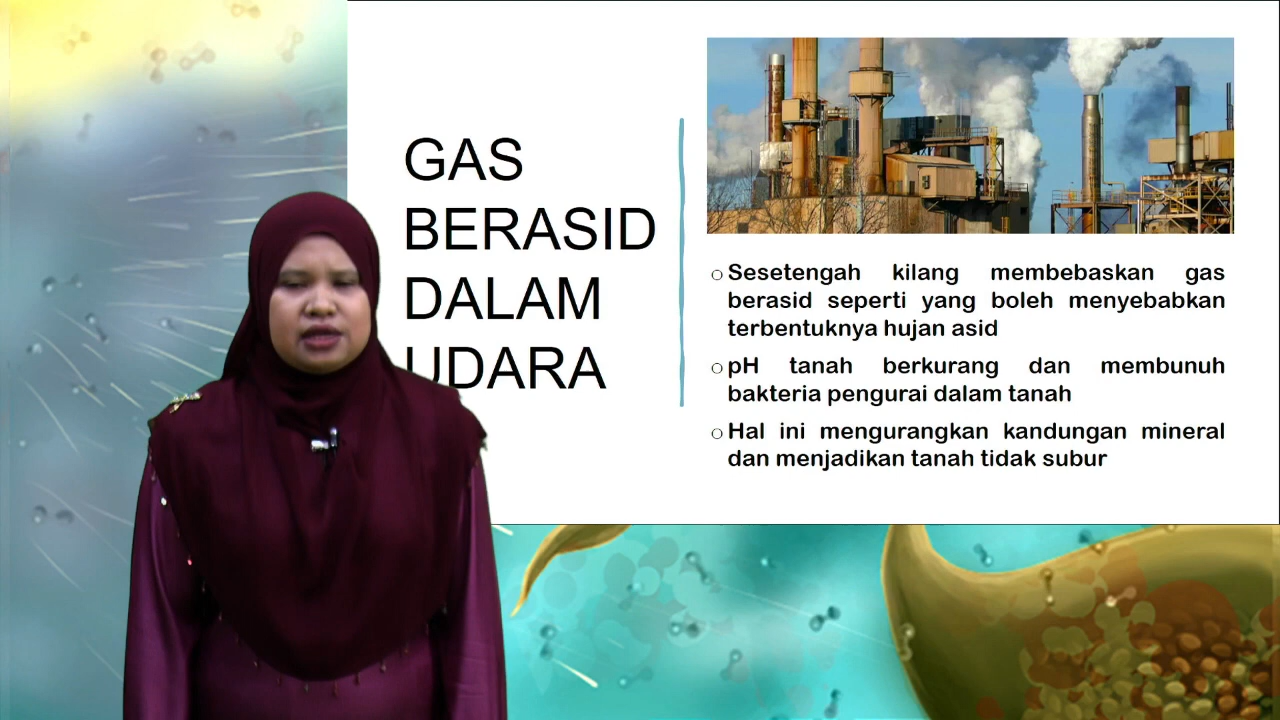 GAS
BERASID
DALAM
UDARA
Sesetengah kilang membebaskan gas
berasid seperti yang boleh menyebabkan
terbentuknya hujan asid
pH tanah berkurang dan membunuh
bakteria pengurai dalam tanah
Hal ini mengurangkan kandungan mineral
dan menjadikan tanah tidak subur